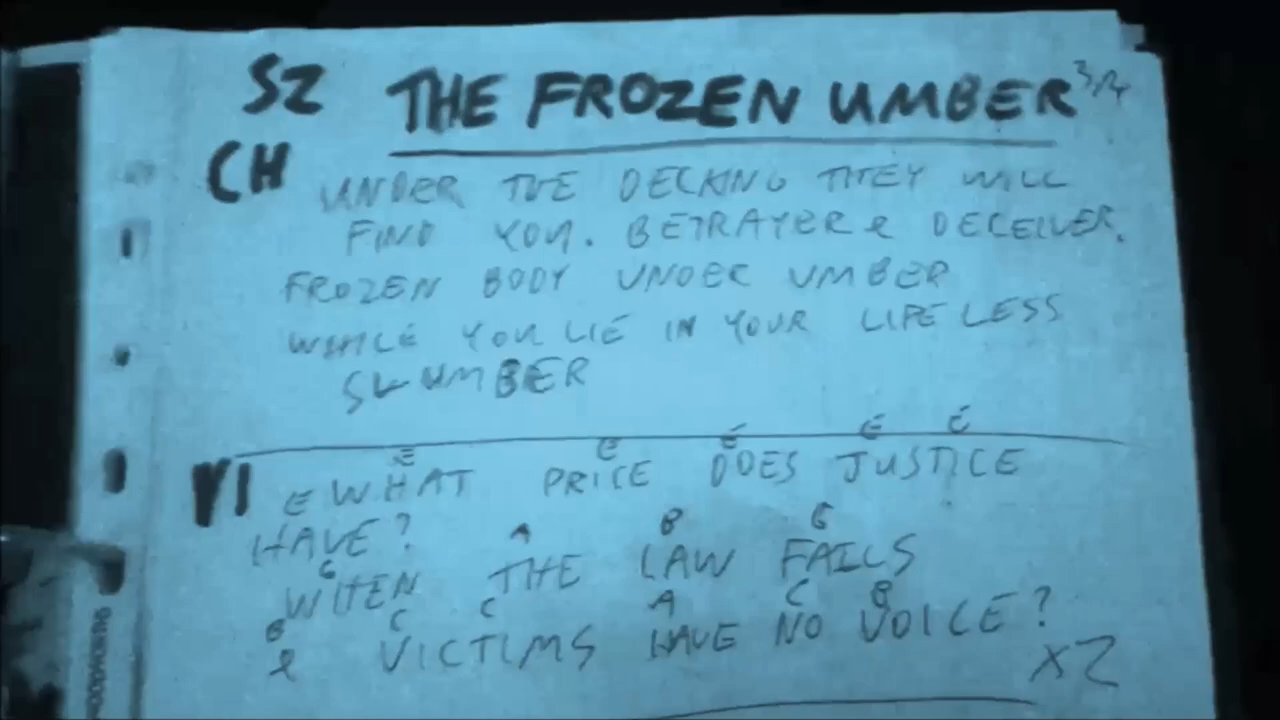 S2 THE FROZEN UMBER 3/4
CH UNDER THE DECKING THEY WILL
FIND YOU. BETRAYER & DECEIVER.
FROZEN BODY UNDER UMBER
WHILE YOU LIE IN YOUR LIFELESS
SLUMBER
E E E E E
V1 E WHAT PRICE DOES JUSTICE
HAVE?
G A B G
WHEN THE LAW FAILS
B C C A C B
& VICTIMS HAVE NO VOICE?
X2